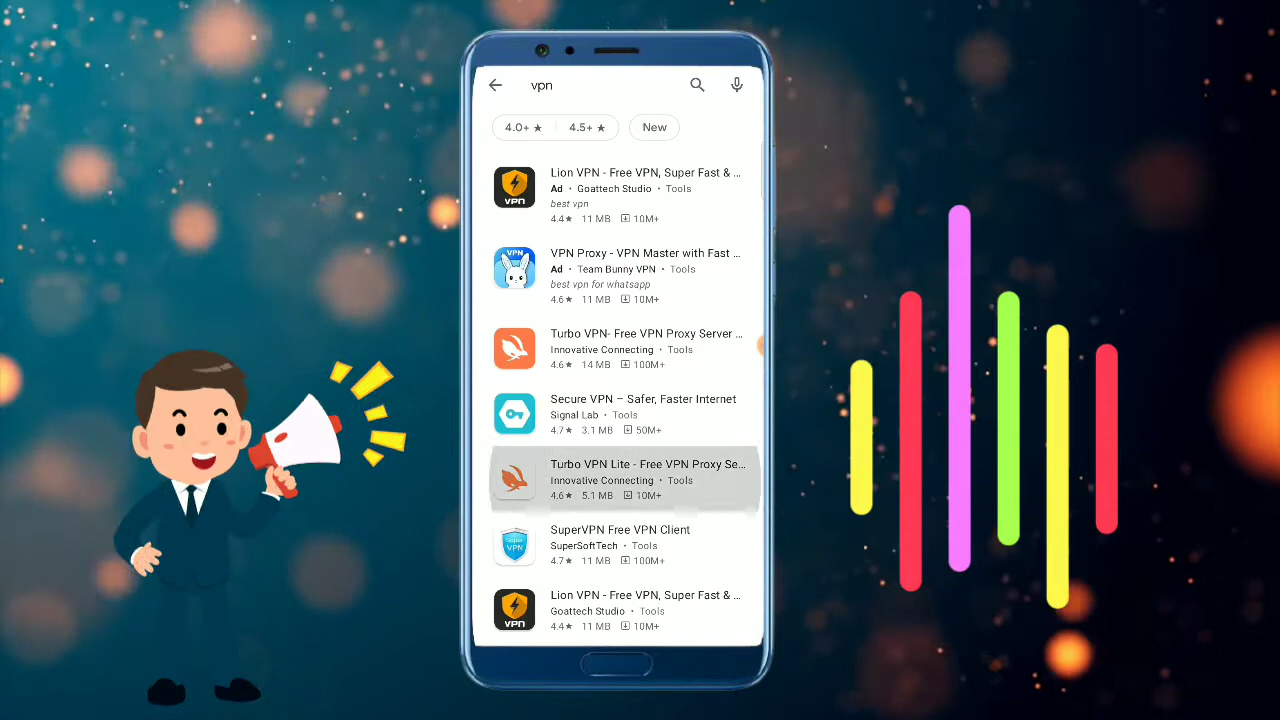 vpn
4.0+ ★ 4.5+ ★ New
Lion VPN - Free VPN, Super Fast & ...
Ad • Goattech Studio • Tools
best vpn
4.4★ 11 MB 10M+
VPN
VPN Proxy - VPN Master with Fast ...
Ad • Team Bunny VPN • Tools
best vpn for whatsapp
4.6★ 11 MB 10M+
VPN
Turbo VPN- Free VPN Proxy Server ...
Innovative Connecting • Tools
4.6★ 14 MB 100M+
Secure VPN – Safer, Faster Internet
Signal Lab • Tools
4.7★ 3.1 MB 50M+
Turbo VPN Lite - Free VPN Proxy Se...
Innovative Connecting • Tools
4.6★ 5.1 MB 10M+
SuperVPN Free VPN Client
SuperSoftTech • Tools
4.7★ 11 MB 100M+
Super
VPN
Lion VPN - Free VPN, Super Fast & ...
Goattech Studio • Tools
4.4★ 11 MB 10M+
VPN